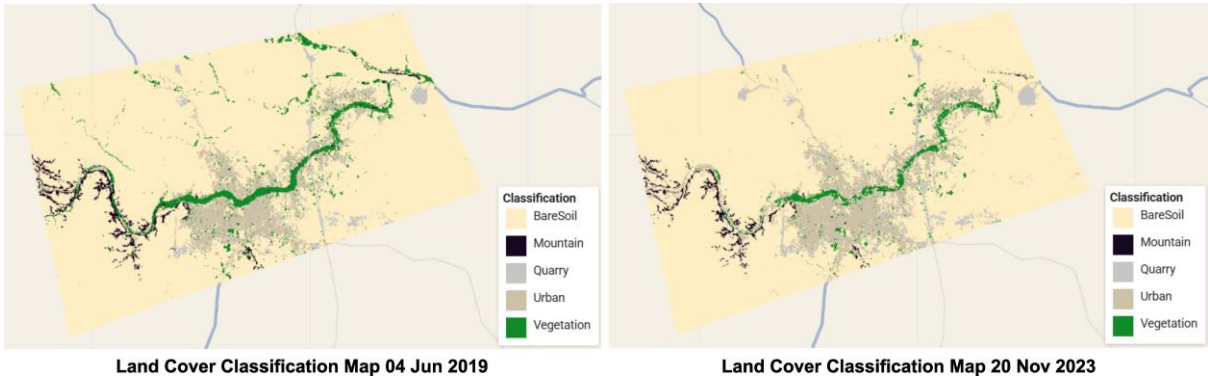 Classification
BareSoil
Mountain
Quarry
Urban
Vegetation
Land Cover Classification Map 04 Jun 2019
Classification
BareSoil
Mountain
Quarry
Urban
Vegetation
Land Cover Classification Map 20 Nov 2023